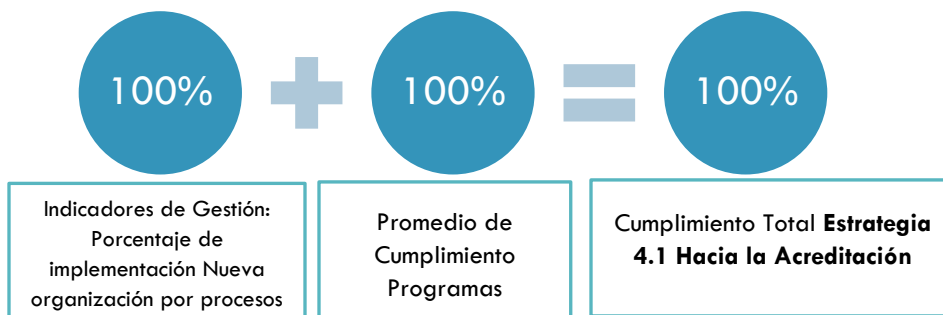 100% + 100% = 100%
Indicadores de Gestión:
Porcentaje de
implementación Nueva
organización por procesos
Promedio de
Cumplimiento
Programas
Cumplimiento Total Estrategia
4.1 Hacia la Acreditación